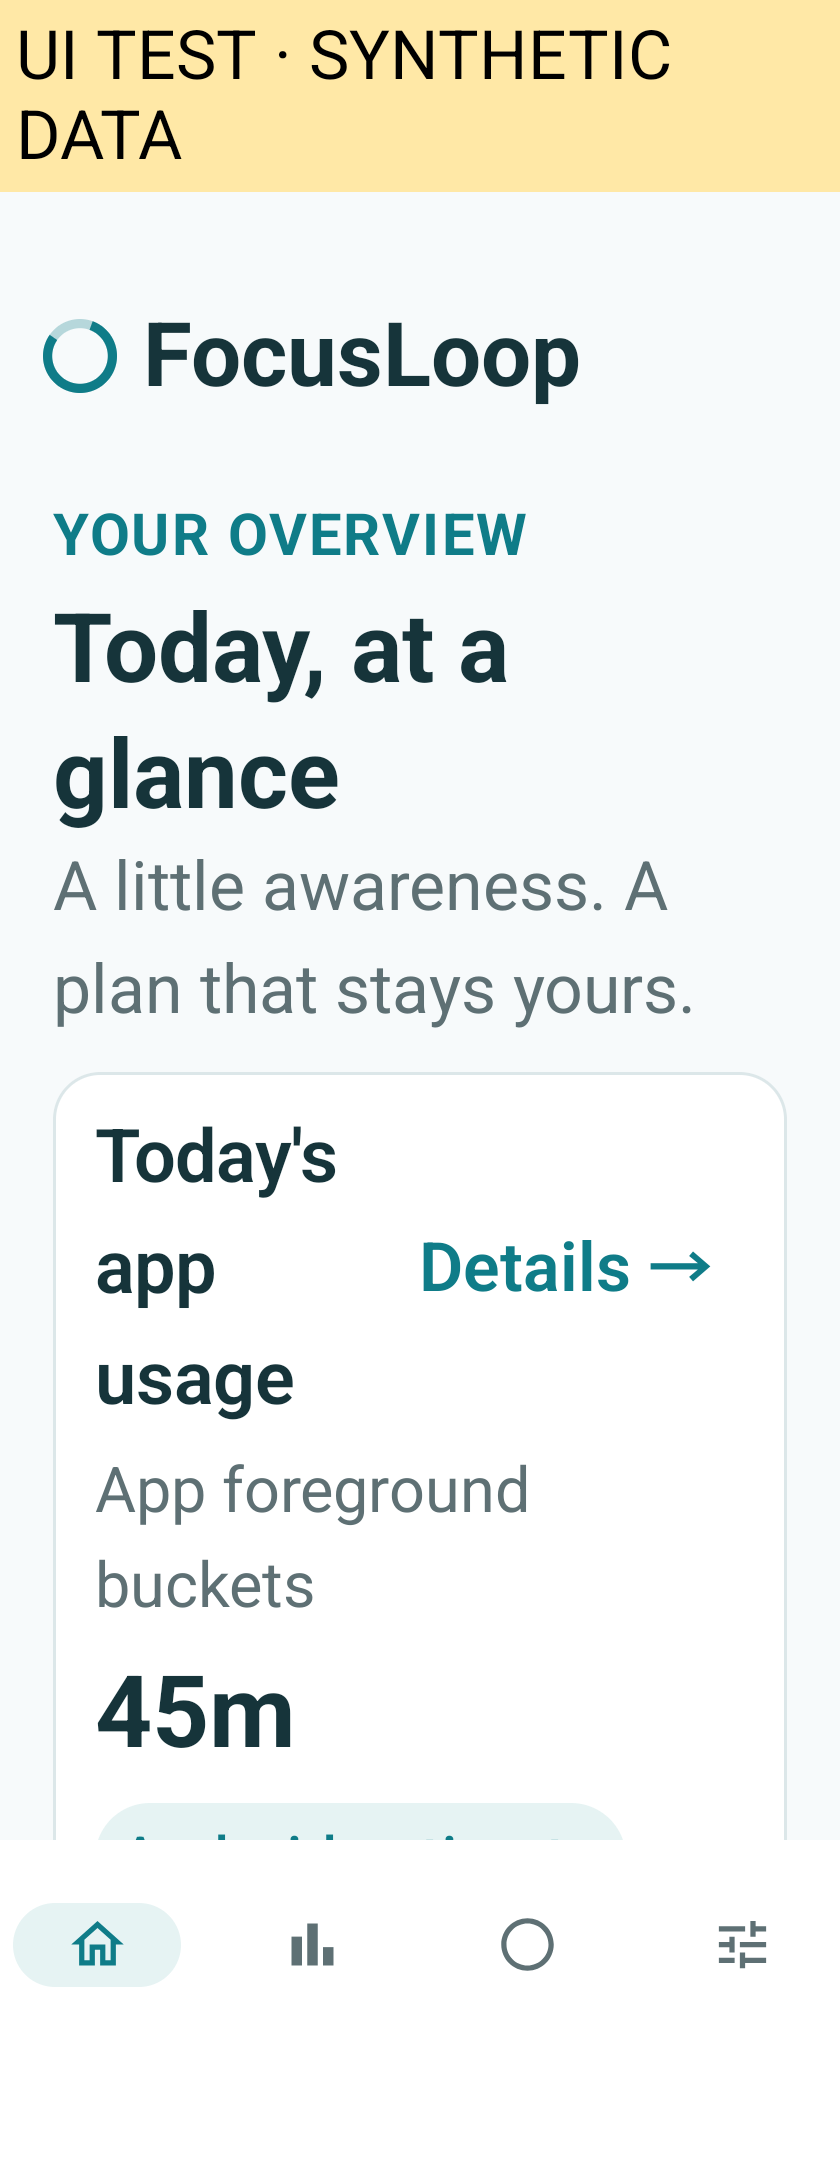 UI TEST · SYNTHETIC
DATA
FocusLoop
YOUR OVERVIEW
Today, at a
glance
A little awareness. A
plan that stays yours.
Today's
app
usage
Details →
App foreground
buckets
45m